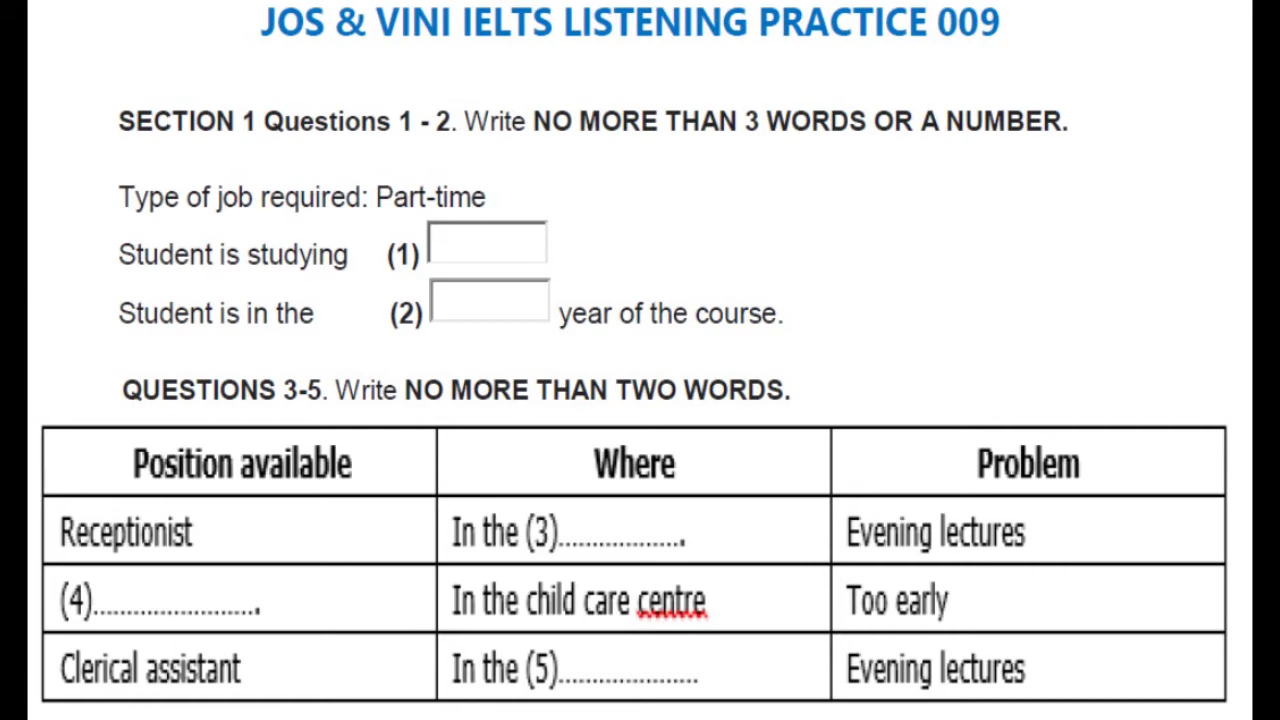 JOS & VINI IELTS LISTENING PRACTICE 009
SECTION 1 Questions 1 - 2. Write NO MORE THAN 3 WORDS OR A NUMBER.
Type of job required: Part-time
Student is studying (1)
Student is in the (2) year of the course.
QUESTIONS 3-5. Write NO MORE THAN TWO WORDS.
Position available Where Problem
Receptionist In the (3)................... Evening lectures
(4)......................... In the child care centre Too early
Clerical assistant In the (5)..................... Evening lectures